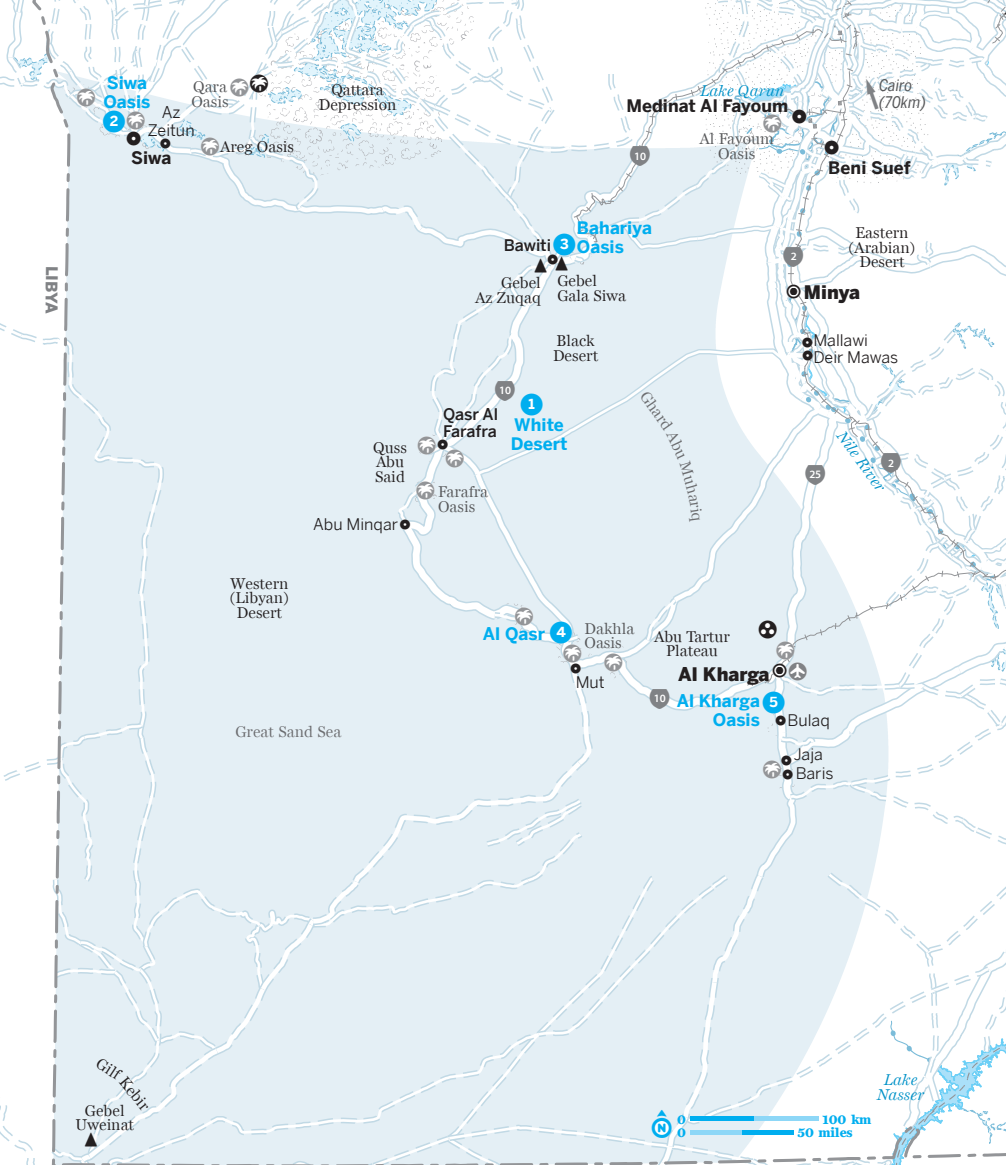 Siwa
Oasis
2
Az
Zeitun
Siwa
Qara
Oasis
Areg Oasis
Qattara
Depression
Lake Qarun
Medinat Al Fayoum
Al Fayoum
Oasis
Cairo
(70km)
Beni Suef
10
Bahariya
Oasis
3
Bawiti
Gebel
Az Zuqaq
Gebel
Gala Siwa
Eastern
(Arabian)
Desert
2
Minya
LIBYA
Black
Desert
Mallawi
Deir Mawas
10
1
White
Desert
Qasr Al
Farafra
Quss
Abu
Said
Farafra
Oasis
Ghard Abu Muhariq
Nile River
2
25
Abu Minqar
Western
(Libyan)
Desert
Al Qasr
4
Dakhla
Oasis
Mut
Abu Tartur
Plateau
Al Kharga
10
Al Kharga
Oasis
5
Bulaq
Great Sand Sea
Jaja
Baris
Gilf Kebir
Gebel
Uweinat
Lake
Nasser
N
0 100 km
0 50 miles